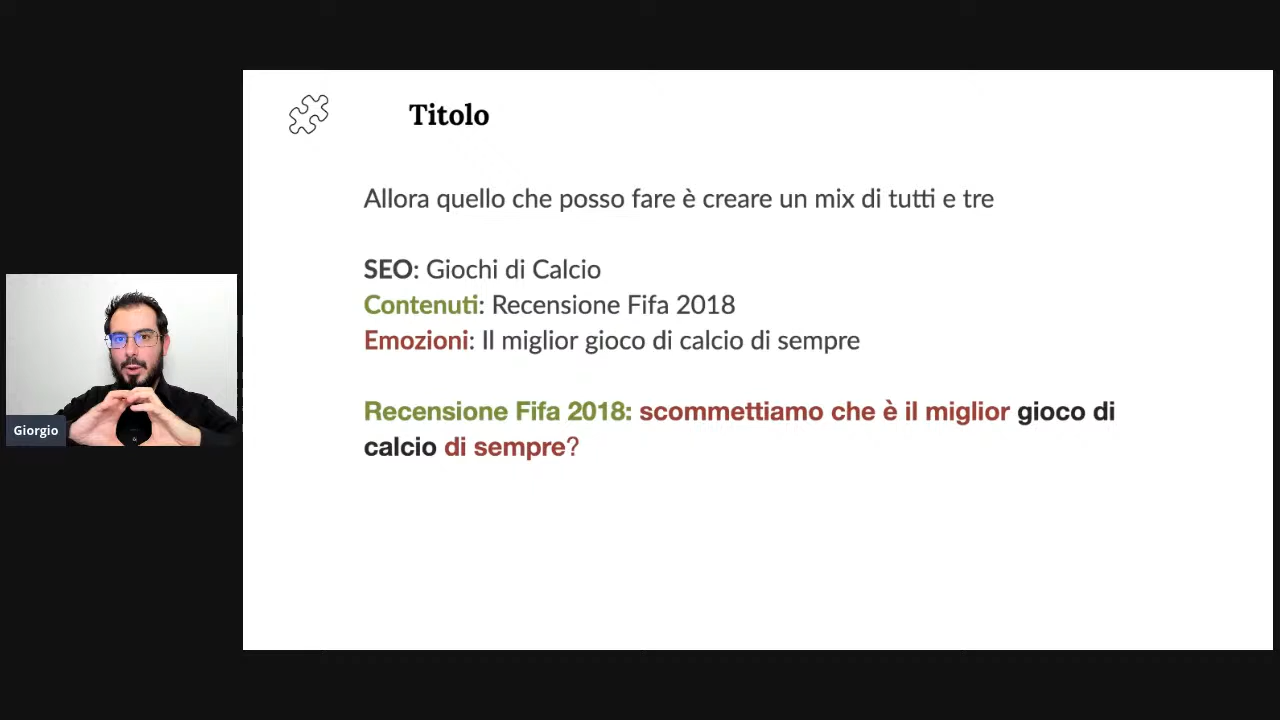 Titolo
Allora quello che posso fare è creare un mix di tutti e tre
SEO: Giochi di Calcio
Contenuti: Recensione Fifa 2018
Emozioni: Il miglior gioco di calcio di sempre
Recensione Fifa 2018: scommettiamo che è il miglior gioco di
calcio di sempre?
Giorgio